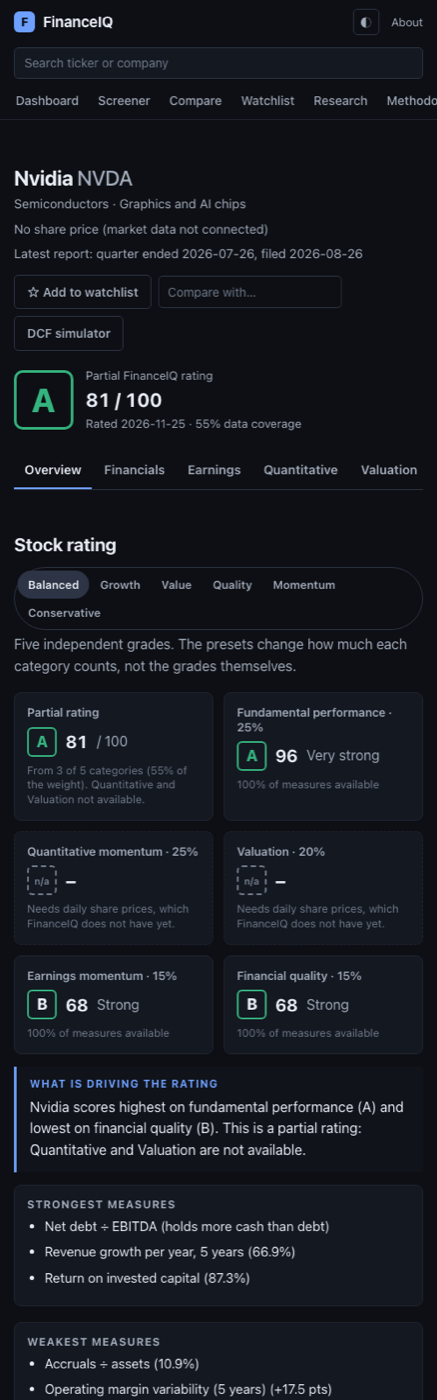 F FinanceIQ
About
Search ticker or company
Dashboard Screener Compare Watchlist Research Methodo
Nvidia NVDA
Semiconductors · Graphics and AI chips
No share price (market data not connected)
Latest report: quarter ended 2026-07-26, filed 2026-08-26
☆ Add to watchlist
Compare with...
DCF simulator
A
Partial FinanceIQ rating
81 / 100
Rated 2026-11-25 · 55% data coverage
Overview Financials Earnings Quantitative Valuation
Stock rating
Balanced Growth Value Quality Momentum
Conservative
Five independent grades. The presets change how much each
category counts, not the grades themselves.
Partial rating
A 81 / 100
From 3 of 5 categories (55% of
the weight). Quantitative and
Valuation not available.
Fundamental performance ·
25%
A 96 Very strong
100% of measures available
Quantitative momentum · 25%
n/a –
Needs daily share prices, which
FinanceIQ does not have yet.
Valuation · 20%
n/a –
Needs daily share prices, which
FinanceIQ does not have yet.
Earnings momentum · 15%
B 68 Strong
100% of measures available
Financial quality · 15%
B 68 Strong
100% of measures available
WHAT IS DRIVING THE RATING
Nvidia scores highest on fundamental performance (A) and
lowest on financial quality (B). This is a partial rating:
Quantitative and Valuation are not available.
STRONGEST MEASURES
• Net debt ÷ EBITDA (holds more cash than debt)
• Revenue growth per year, 5 years (66.9%)
• Return on invested capital (87.3%)
WEAKEST MEASURES
• Accruals ÷ assets (10.9%)
• Operating margin variability (5 years) (+17.5 pts)